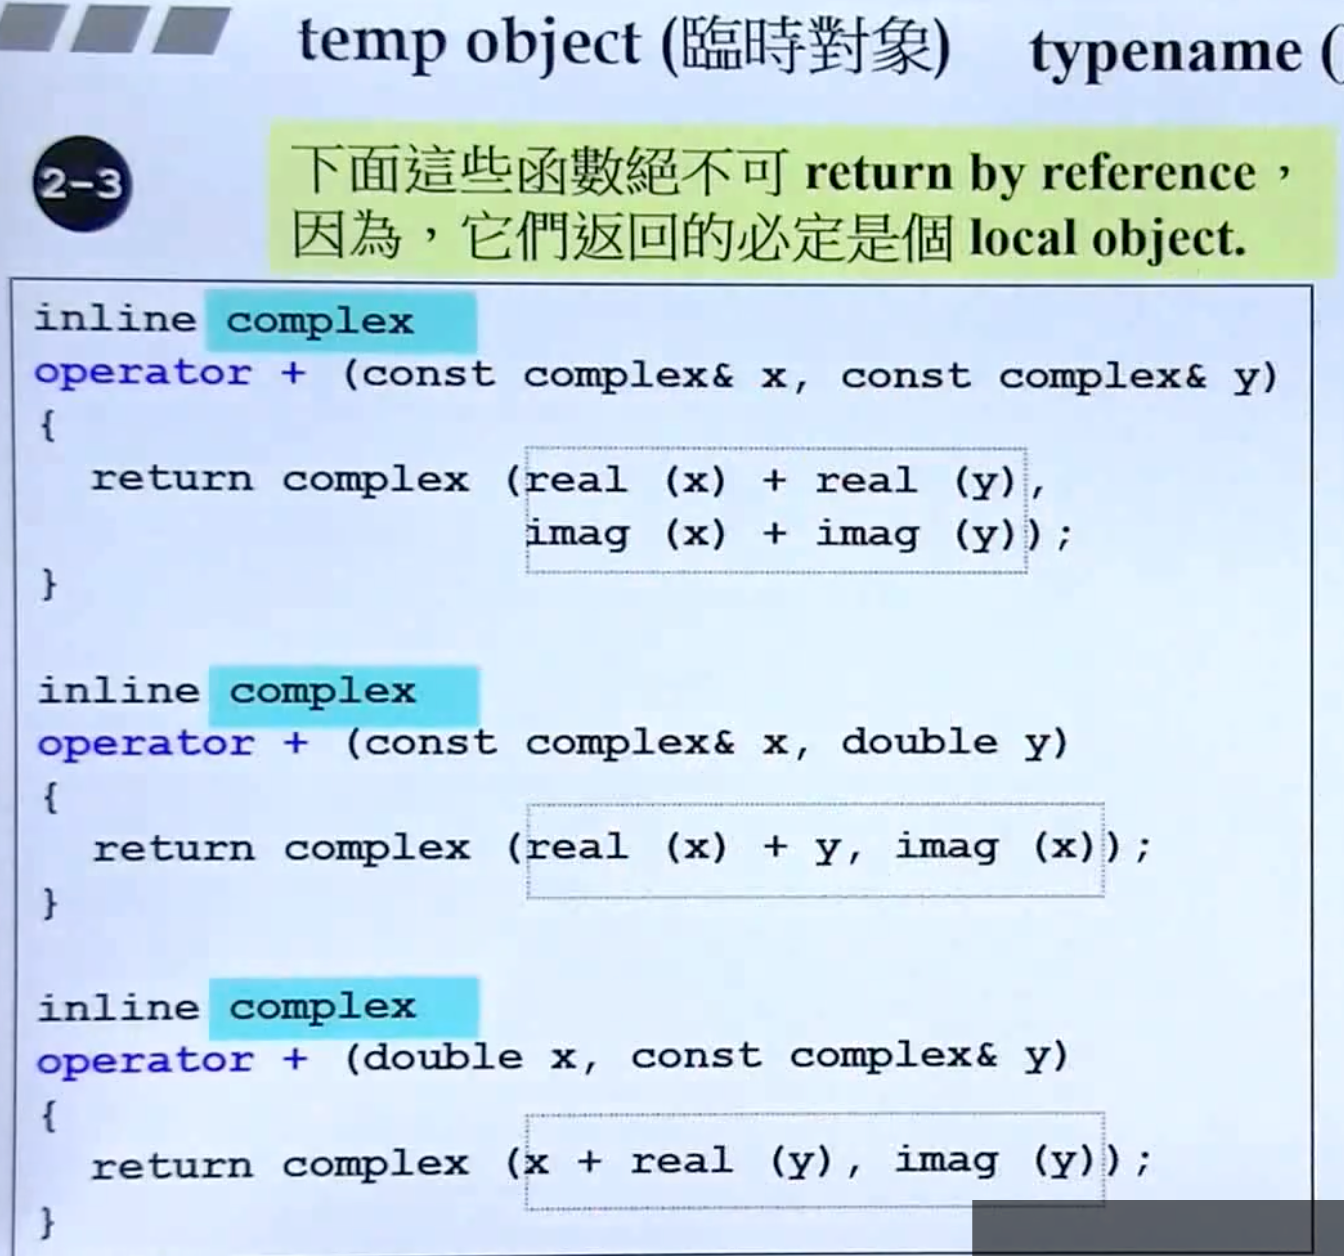 temp object (臨時對象) typename (
2-3
下面這些函數絕不可 return by reference，
因為，它們返回的必定是個 local object.
inline complex
operator + (const complex& x, const complex& y)
{
return complex (real (x) + real (y),
imag (x) + imag (y));
}
inline complex
operator + (const complex& x, double y)
{
return complex (real (x) + y, imag (x));
}
inline complex
operator + (double x, const complex& y)
{
return complex (x + real (y), imag (y));
}